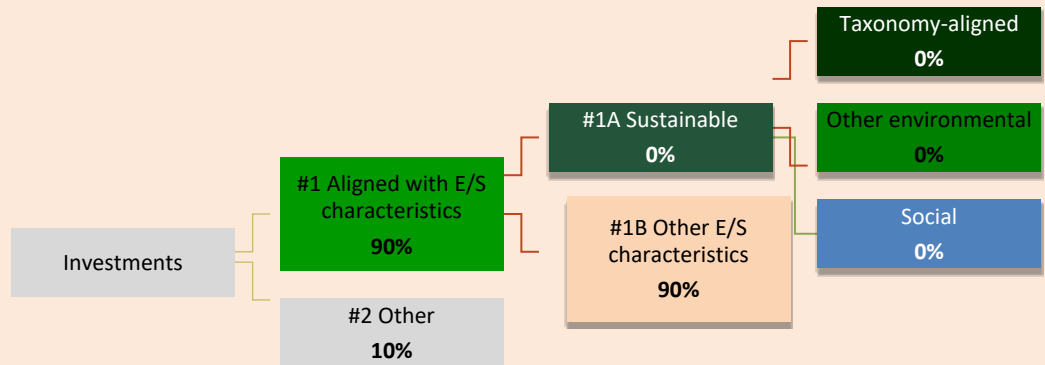 Investments
#1 Aligned with E/S
characteristics
90%
#2 Other
10%
#1A Sustainable
0%
#1B Other E/S
characteristics
90%
Taxonomy-aligned
0%
Other environmental
0%
Social
0%